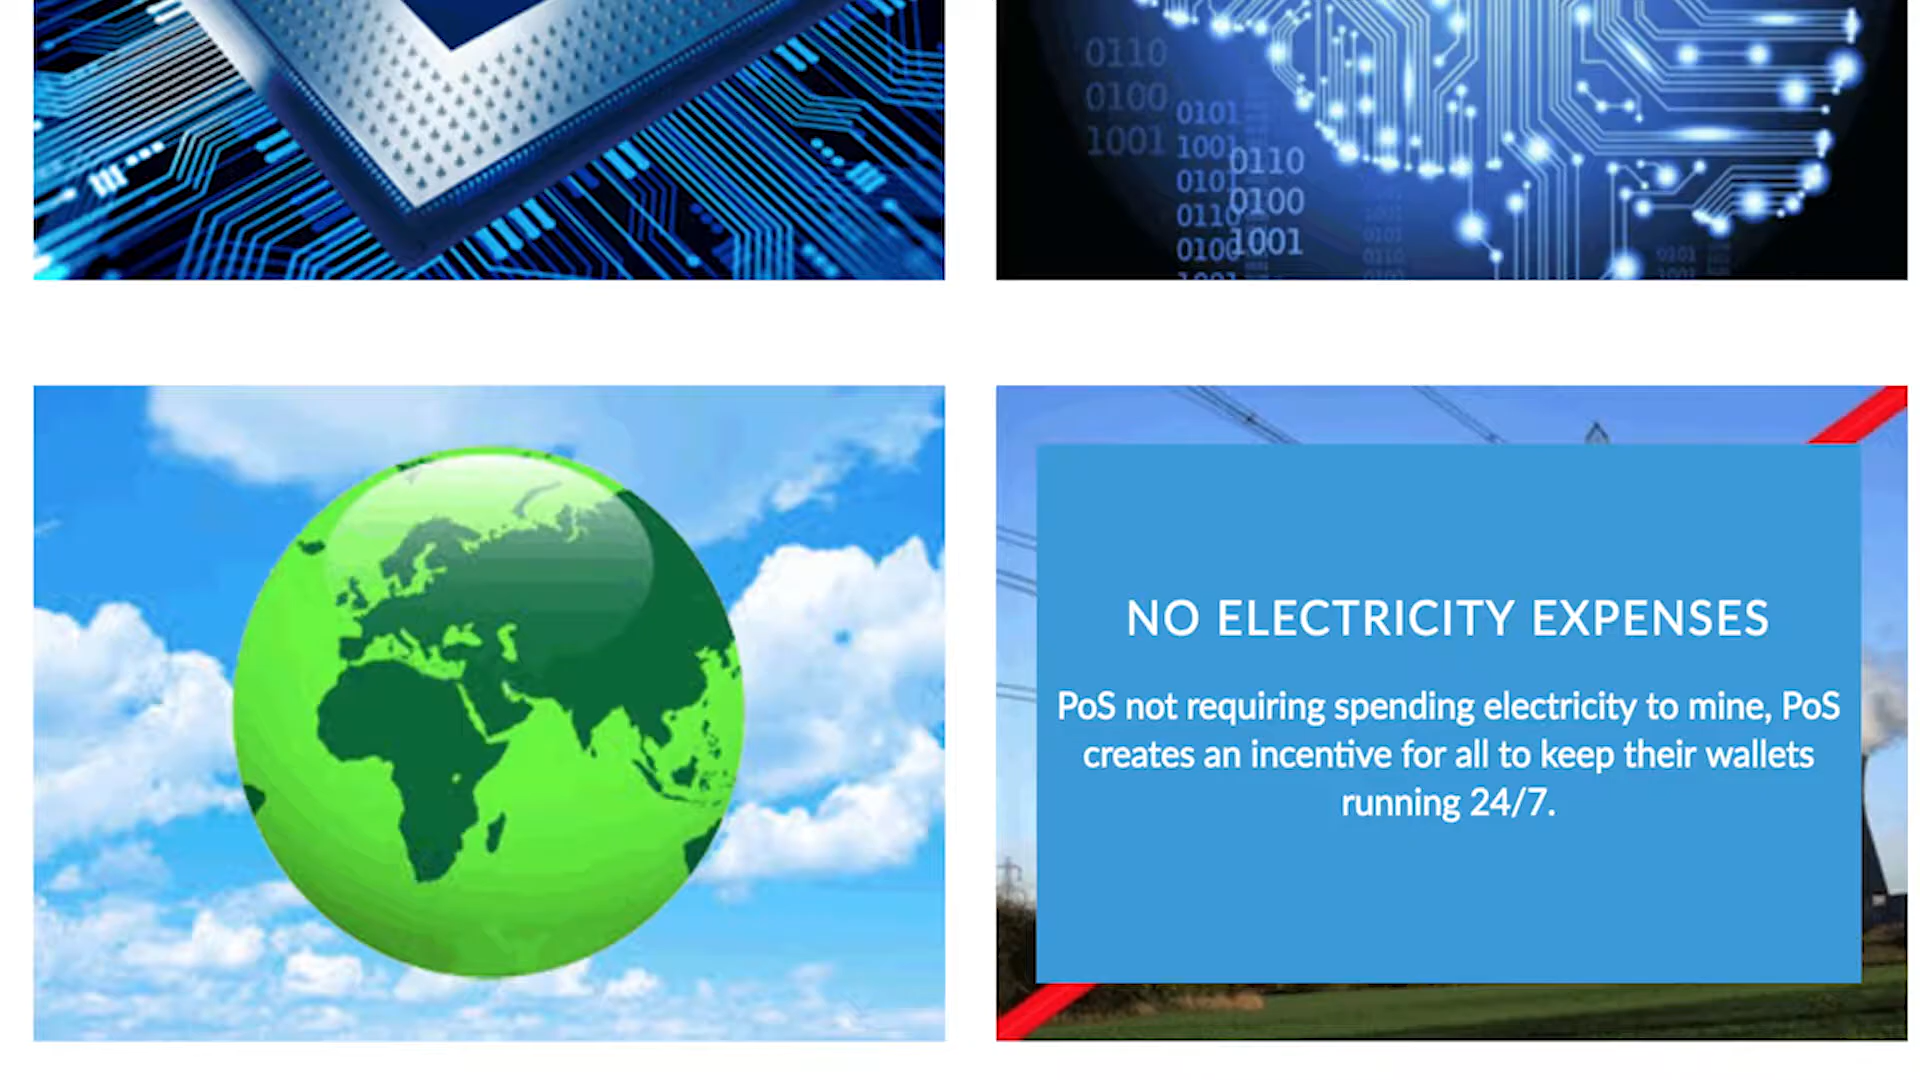 0110
0100
1001
0101
1001
0101
0110
0100
0110
0100
1001
NO ELECTRICITY EXPENSES
PoS not requiring spending electricity to mine, PoS
creates an incentive for all to keep their wallets
running 24/7.